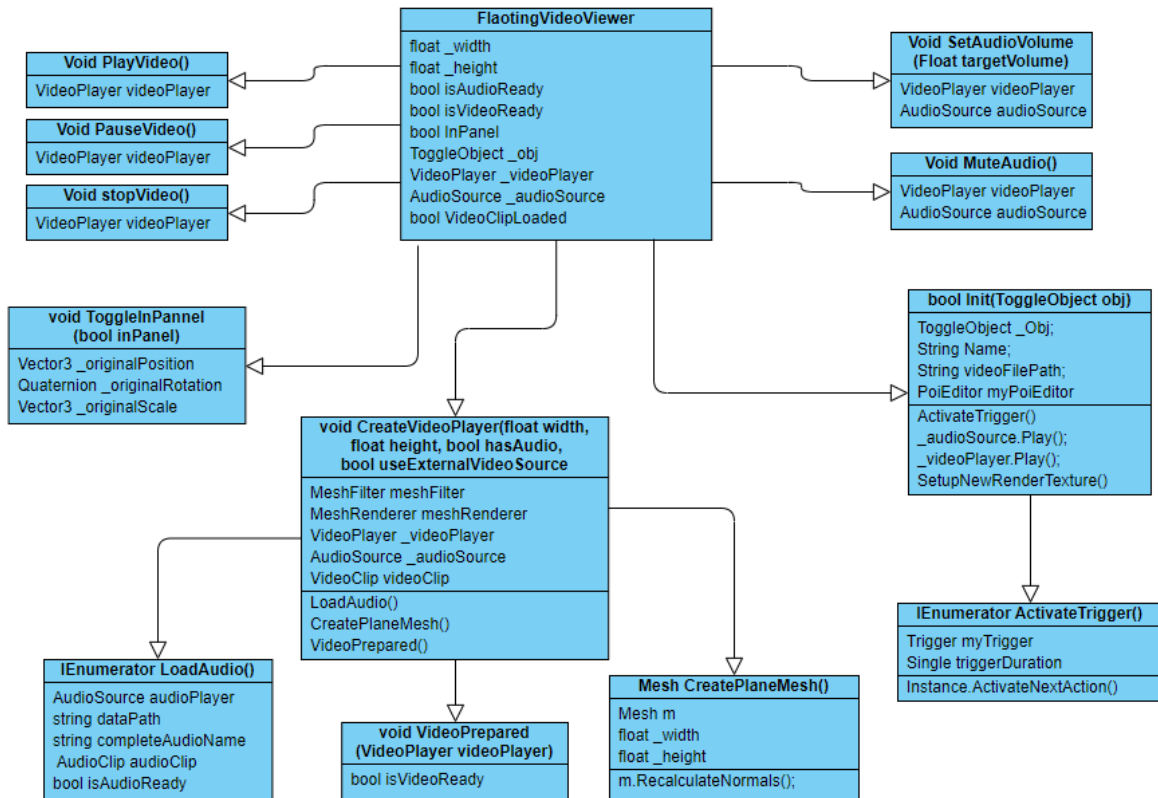 FlaotingVideoViewer
float _width
float _height
bool isAudioReady
bool isVideoReady
bool InPanel
ToggleObject _obj
VideoPlayer _videoPlayer
AudioSource _audioSource
bool VideoClipLoaded
Void PlayVideo()
VideoPlayer videoPlayer
Void PauseVideo()
VideoPlayer videoPlayer
Void stopVideo()
VideoPlayer videoPlayer
Void SetAudioVolume
(Float targetVolume)
VideoPlayer videoPlayer
AudioSource audioSource
Void MuteAudio()
VideoPlayer videoPlayer
AudioSource audioSource
void ToggleInPannel
(bool inPanel)
Vector3 _originalPosition
Quaternion _originalRotation
Vector3 _originalScale
bool Init(ToggleObject obj)
ToggleObject _Obj;
String Name;
String videoFilePath;
PoiEditor myPoiEditor
ActivateTrigger()
_audioSource.Play();
_videoPlayer.Play();
SetupNewRenderTexture()
void CreateVideoPlayer(float width,
float height, bool hasAudio,
bool useExternalVideoSource
MeshFilter meshFilter
MeshRenderer meshRenderer
VideoPlayer _videoPlayer
AudioSource _audioSource
VideoClip videoClip
LoadAudio()
CreatePlaneMesh()
VideoPrepared()
IEnumerator ActivateTrigger()
Trigger myTrigger
Single triggerDuration
Instance.ActivateNextAction()
IEnumerator LoadAudio()
AudioSource audioPlayer
string dataPath
string completeAudioName
AudioClip audioClip
bool isAudioReady
void VideoPrepared
(VideoPlayer videoPlayer)
bool isVideoReady
Mesh CreatePlaneMesh()
Mesh m
float _width
float _height
m.RecalculateNormals();